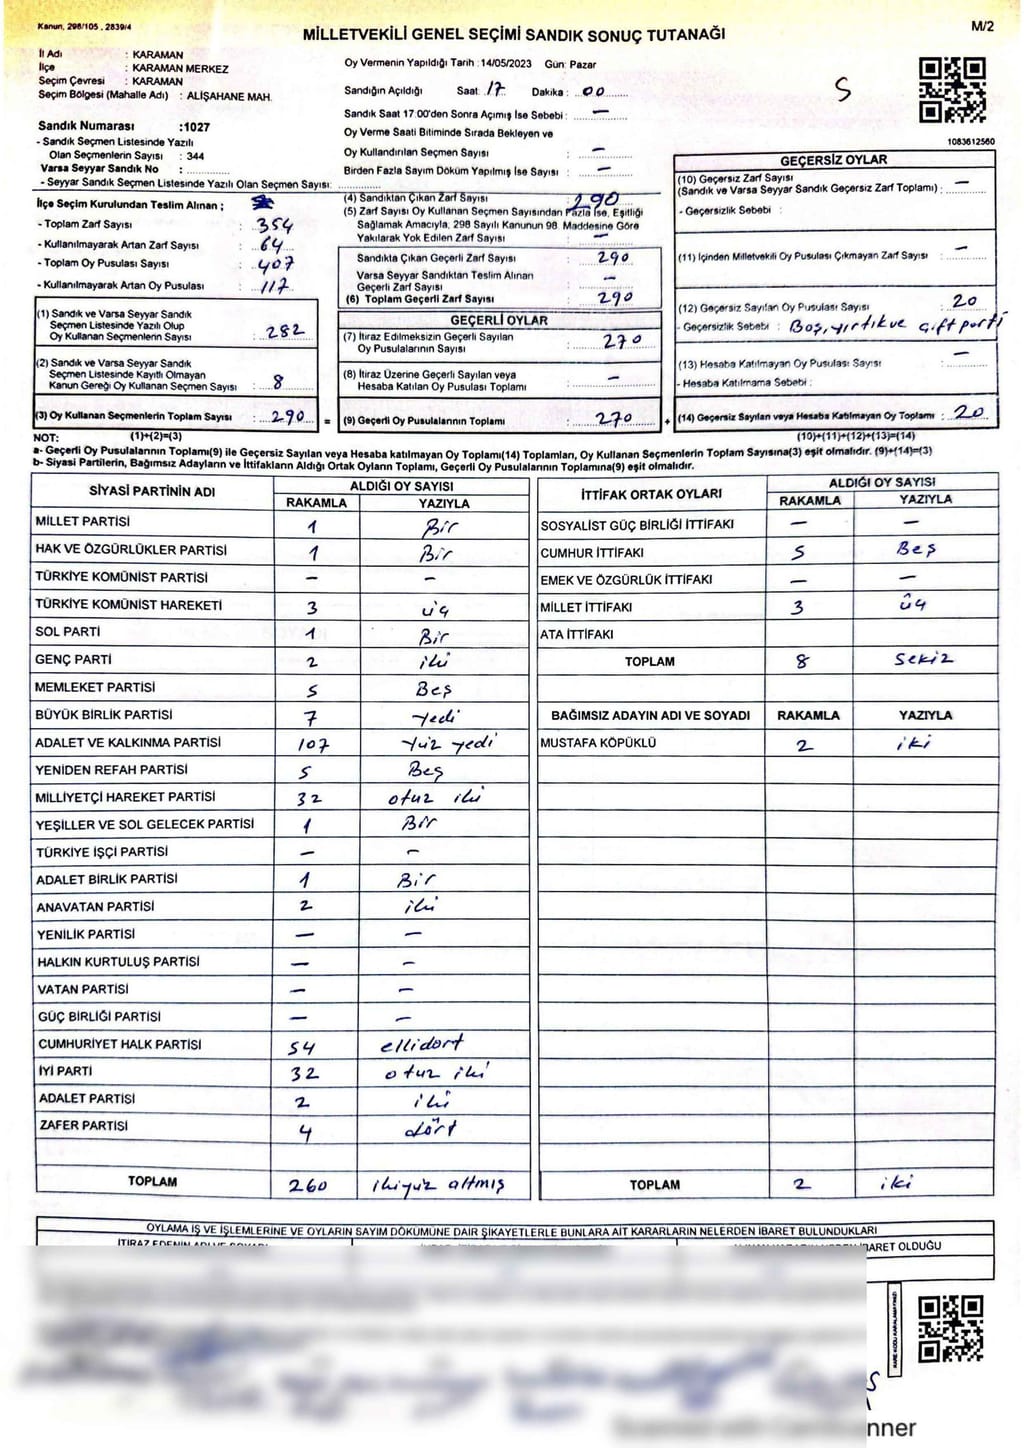 Kanun, 298/105, 2839/4
MİLLETVEKİLİ GENEL SEÇİMİ SANDIK SONUÇ TUTANAĞI
M/2
İl Adı : KARAMAN
İlçe : KARAMAN MERKEZ
Seçim Çevresi : KARAMAN
Seçim Bölgesi (Mahalle Adı) : ALİŞAHANE MAH.
Sandık Numarası :1027
- Sandık Seçmen Listesinde Yazılı
Olan Seçmenlerin Sayısı : 344
Varsa Seyyar Sandık No :
- Seyyar Sandık Seçmen Listesinde Yazılı Olan Seçmen Sayısı:
Oy Vermenin Yapıldığı Tarih :14/05/2023 Gün: Pazar
Sandığın Açıldığı Saat: 17 Dakika : 00
Sandık Saat 17:00'den Sonra Açımış İse Sebebi : —
Oy Verme Saati Bitiminde Sırada Bekleyen ve
Oy Kullandırılan Seçmen Sayısı : —
Birden Fazla Sayım Döküm Yapılmış İse Sayısı : —
5
1083612560
İlçe Seçim Kurulundan Teslim Alınan ;
- Toplam Zarf Sayısı : 354
- Kullanılmayarak Artan Zarf Sayısı : 64
- Toplam Oy Pusulası Sayısı : 407
- Kullanılmayarak Artan Oy Pusulası : 117
(1) Sandık ve Varsa Seyyar Sandık
Seçmen Listesinde Yazılı Olup
Oy Kullanan Seçmenlerin Sayısı : 282
(2) Sandık ve Varsa Seyyar Sandık
Seçmen Listesinde Kayıtlı Olmayan
Kanun Gereği Oy Kullanan Seçmen Sayısı : 8
(3) Oy Kullanan Seçmenlerin Toplam Sayısı : 290 =
(4) Sandıktan Çıkan Zarf Sayısı : 290
(5) Zarf Sayısı Oy Kullanan Seçmen Sayısından Fazla İse, Eşitliği
Sağlamak Amacıyla, 298 Sayılı Kanunun 98. Maddesine Göre
Yakılarak Yok Edilen Zarf Sayısı : —
Sandıkta Çıkan Geçerli Zarf Sayısı : 290
Varsa Seyyar Sandıktan Teslim Alınan
Geçerli Zarf Sayısı : —
(6) Toplam Geçerli Zarf Sayısı : 290
GEÇERLİ OYLAR
(7) İtiraz Edilmeksizin Geçerli Sayılan
Oy Pusulalarının Sayısı : 270
(8) İtiraz Üzerine Geçerli Sayılan veya
Hesaba Katılan Oy Pusulası Toplamı : —
(9) Geçerli Oy Pusulalarının Toplamı : 270 +
GEÇERSİZ OYLAR
(10) Geçersiz Zarf Sayısı
(Sandık ve Varsa Seyyar Sandık Geçersiz Zarf Toplamı) : —
- Geçersizlik Sebebi :
(11) İçinden Milletvekili Oy Pusulası Çıkmayan Zarf Sayısı : —
(12) Geçersiz Sayılan Oy Pusulası Sayısı : 20
- Geçersizlik Sebebi : Boş, yırtık ve çift parti
(13) Hesaba Katılmayan Oy Pusulası Sayısı : —
- Hesaba Katılmama Sebebi :
(14) Geçersiz Sayılan veya Hesaba Katılmayan Oy Toplamı : 20
NOT: (1)+(2)=(3) (10)+(11)+(12)+(13)=(14)
a- Geçerli Oy Pusulalarının Toplamı(9) ile Geçersiz Sayılan veya Hesaba katılmayan Oy Toplamı(14) Toplamları, Oy Kullanan Seçmenlerin Toplam Sayısına(3) eşit olmalıdır. (9)+(14)=(3)
b- Siyasi Partilerin, Bağımsız Adayların ve İttifakların Aldığı Ortak Oyların Toplamı, Geçerli Oy Pusulalarının Toplamına(9) eşit olmalıdır.
SİYASİ PARTİNİN ADI ALDIĞI OY SAYISI
RAKAMLA YAZIYLA
MİLLET PARTİSİ 1 Bir
HAK VE ÖZGÜRLÜKLER PARTİSİ 1 Bir
TÜRKİYE KOMÜNİST PARTİSİ — —
TÜRKİYE KOMÜNİST HAREKETİ 3 üç
SOL PARTİ 1 Bir
GENÇ PARTİ 2 iki
MEMLEKET PARTİSİ 5 Beş
BÜYÜK BİRLİK PARTİSİ 7 yedi
ADALET VE KALKINMA PARTİSİ 107 yüz yedi
YENİDEN REFAH PARTİSİ 5 Beş
MİLLİYETÇİ HAREKET PARTİSİ 32 otuz iki
YEŞİLLER VE SOL GELECEK PARTİSİ 1 Bir
TÜRKİYE İŞÇİ PARTİSİ — —
ADALET BİRLİK PARTİSİ 1 Bir
ANAVATAN PARTİSİ 2 iki
YENİLİK PARTİSİ — —
HALKIN KURTULUŞ PARTİSİ — —
VATAN PARTİSİ — —
GÜÇ BİRLİĞİ PARTİSİ — —
CUMHURİYET HALK PARTİSİ 54 ellidört
İYİ PARTİ 32 otuz iki
ADALET PARTİSİ 2 iki
ZAFER PARTİSİ 4 dört
TOPLAM 260 ikiyüz altmış
İTTİFAK ORTAK OYLARI ALDIĞI OY SAYISI
RAKAMLA YAZIYLA
SOSYALİST GÜÇ BİRLİĞİ İTTİFAKI — —
CUMHUR İTTİFAKI 5 Beş
EMEK VE ÖZGÜRLÜK İTTİFAKI — —
MİLLET İTTİFAKI 3 üç
ATA İTTİFAKI
TOPLAM 8 sekiz
BAĞIMSIZ ADAYIN ADI VE SOYADI RAKAMLA YAZIYLA
MUSTAFA KÖPÜKLÜ 2 iki
TOPLAM 2 iki
OYLAMA İŞ VE İŞLEMLERİNE VE OYLARIN SAYIM DÖKÜMÜNE DAİR ŞİKAYETLERLE BUNLARA AİT KARARLARIN NELERDEN İBARET BULUNDUKLARI
İBARET OLDUĞU
KARE KODU KARALAMAYINIZ!
Scanned with CamScanner